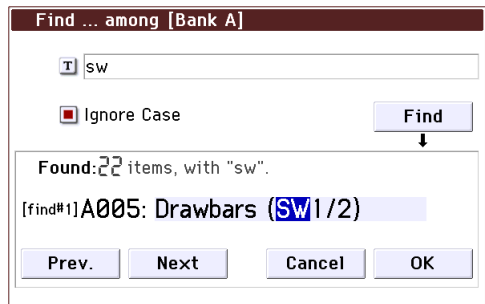 Find ... among [Bank A]
T sw
Ignore Case Find
Found:22 items, with "sw".
[find#1]A005: Drawbars (SW1/2)
Prev. Next Cancel OK